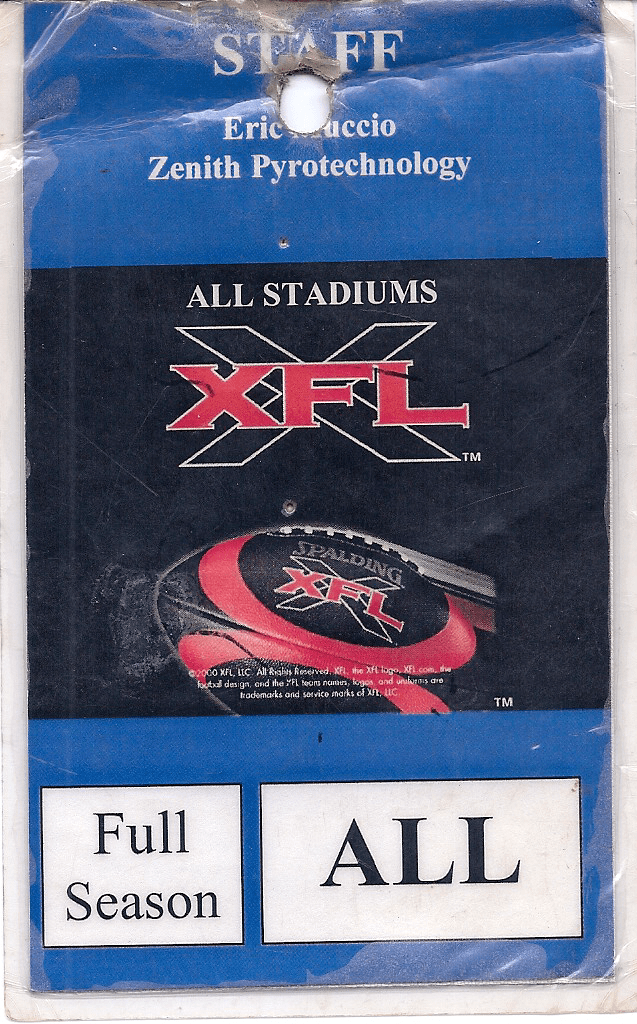 STAFF
Eric
Zenith Pyrotechnology
ALL STADIUMS
XFL
TM
SPALDING
XFL
©2000 XFL, LLC. All Rights Reserved. XFL, the XFL logo, XFL.com, the
football design, and the XFL team names, logos, and uniforms are
trademarks and service marks of XFL, LLC.
TM
Full
Season
ALL